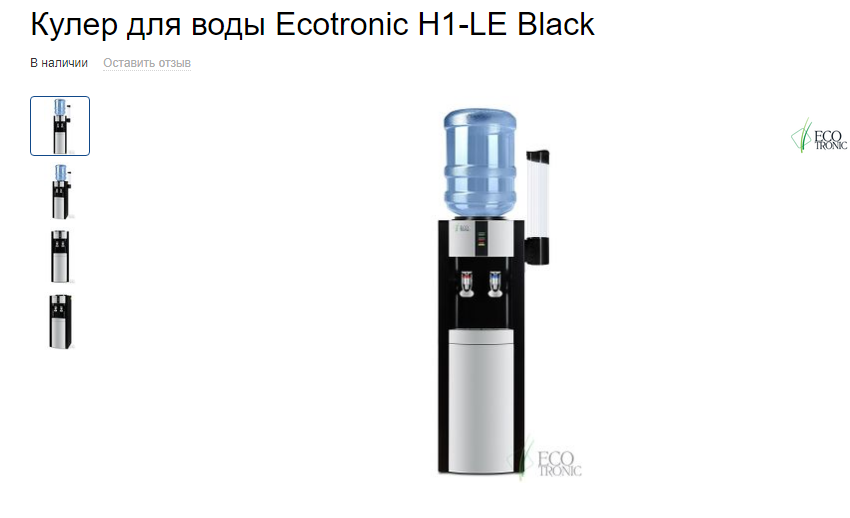 Кулер для воды Ecotronic H1-LE Black
В наличии Оставить отзыв
ECO
TRONIC
ECO
TRONIC